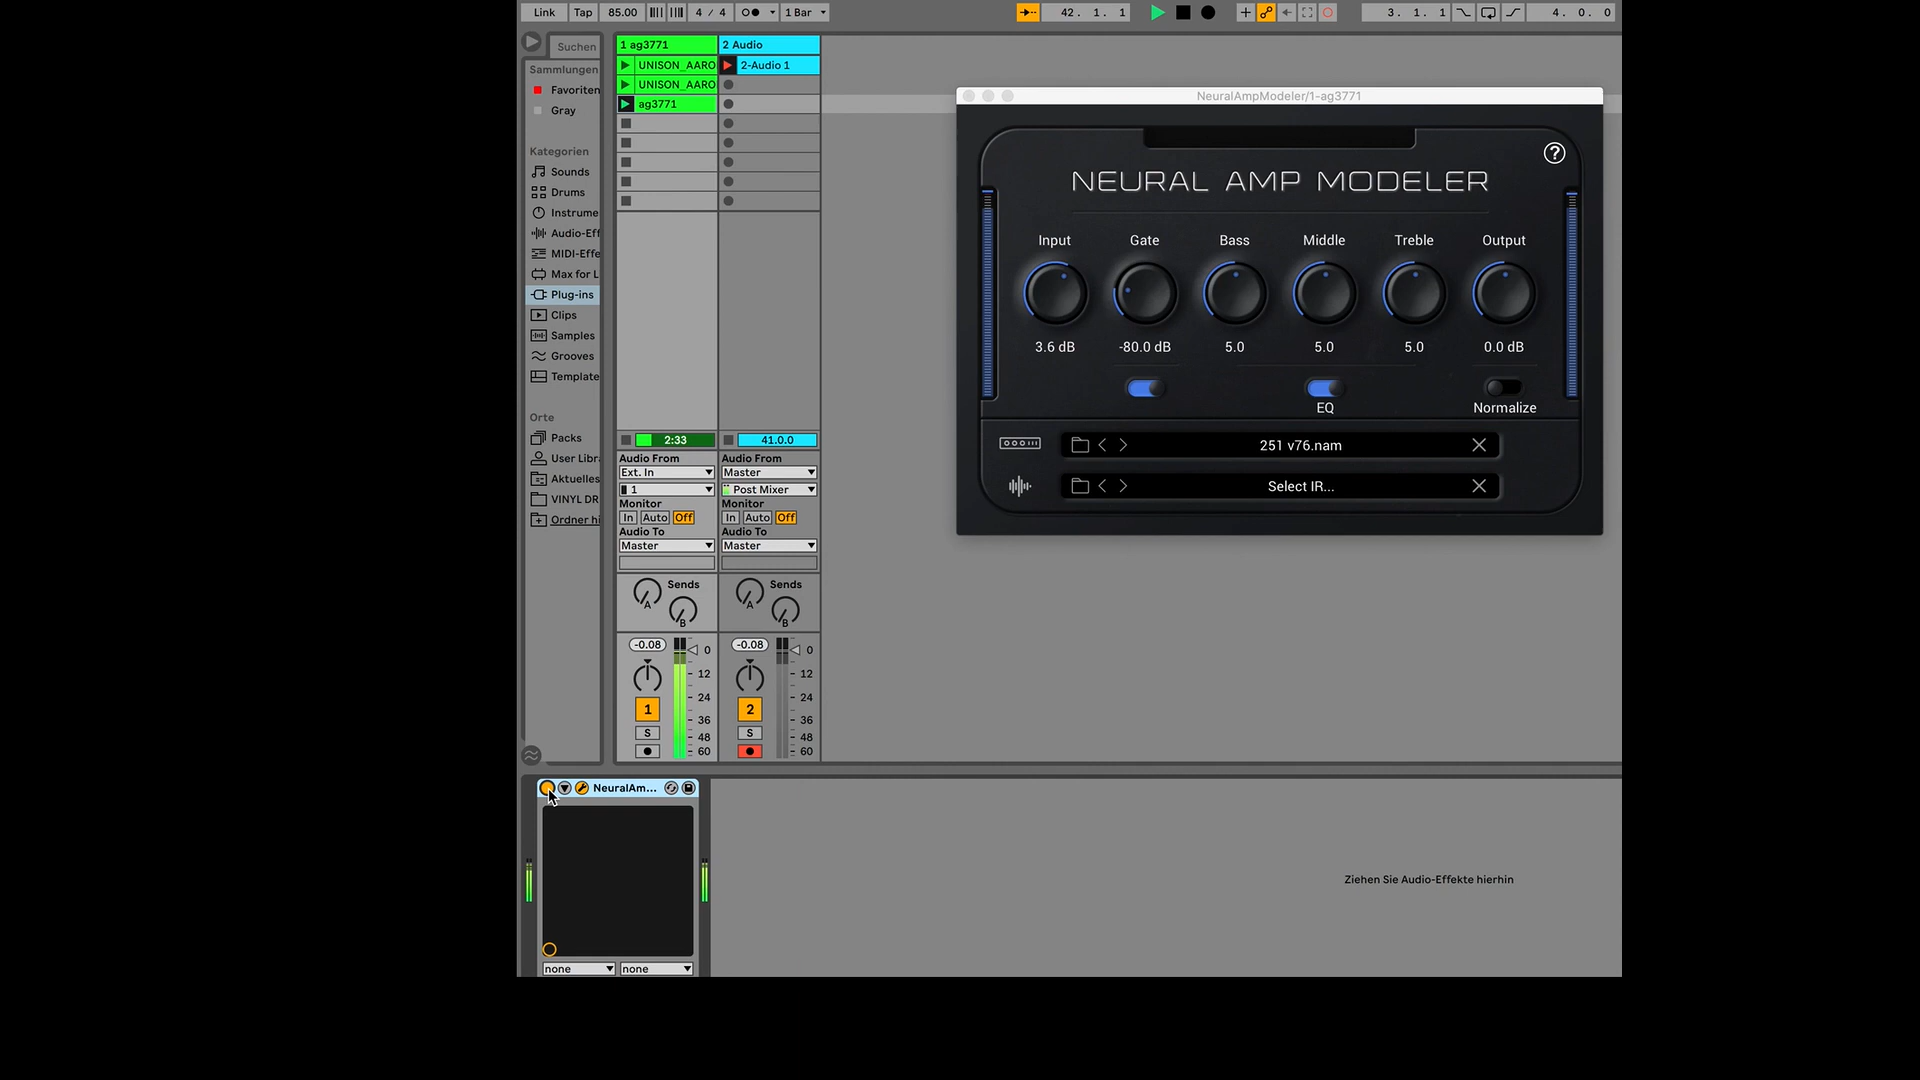 Link Tap 85.00 4 / 4 1 Bar 42. 1. 1 3. 1. 1 4. 0. 0
Suchen
Sammlungen
Favoriten
Gray
Kategorien
Sounds
Drums
Instrume
Audio-Eff
MIDI-Effe
Max for L
Plug-ins
Clips
Samples
Grooves
Template
Orte
Packs
User Libr
Aktuelles
VINYL DR
Ordner hi
1 ag3771 2 Audio
UNISON_AARO 2-Audio 1
UNISON_AARO
ag3771
2:33 41.0.0
Audio From Audio From
Ext. In Master
1 Post Mixer
Monitor Monitor
In Auto Off In Auto Off
Audio To Audio To
Master Master
Sends Sends
A B A B
-0.08 -0.08
0 0
12 12
24 24
1 2
36 36
S S
48 48
60 60
NeuralAmpModeler/1-ag3771
?
NEURAL AMP MODELER
Input Gate Bass Middle Treble Output
3.6 dB -80.0 dB 5.0 5.0 5.0 0.0 dB
EQ Normalize
251 v76.nam
Select IR...
NeuralAm...
none none
Ziehen Sie Audio-Effekte hierhin